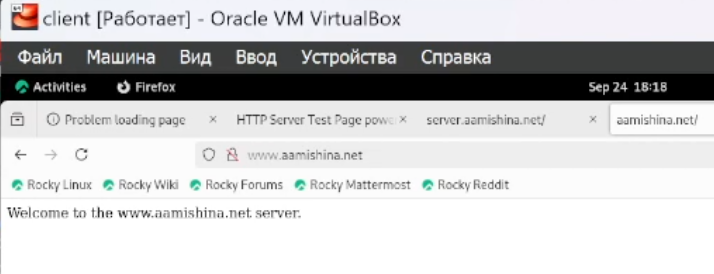 client [Работает] - Oracle VM VirtualBox
Файл Машина Вид Ввод Устройства Справка
Activities Firefox Sep 24 18:18
Problem loading page × HTTP Server Test Page powe × server.aamishina.net/ × aamishina.net/
www.aamishina.net
Rocky Linux Rocky Wiki Rocky Forums Rocky Mattermost Rocky Reddit
Welcome to the www.aamishina.net server.